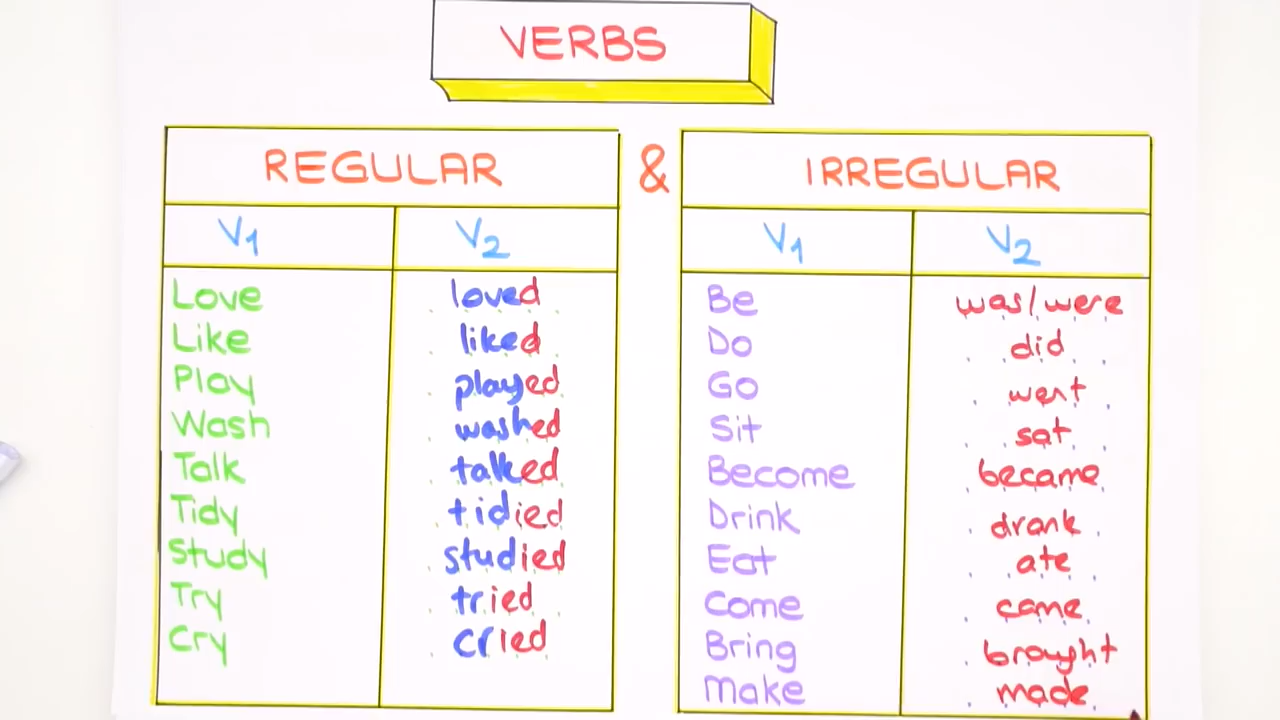 VERBS
REGULAR & IRREGULAR
V1 V2 V1 V2
Love loved Be was/were
Like liked Do did
Play played Go went
Wash washed Sit sat
Talk talked Become became
Tidy tidied Drink drank
Study studied Eat ate
Try tried Come came
Cry cried Bring brought
Make made